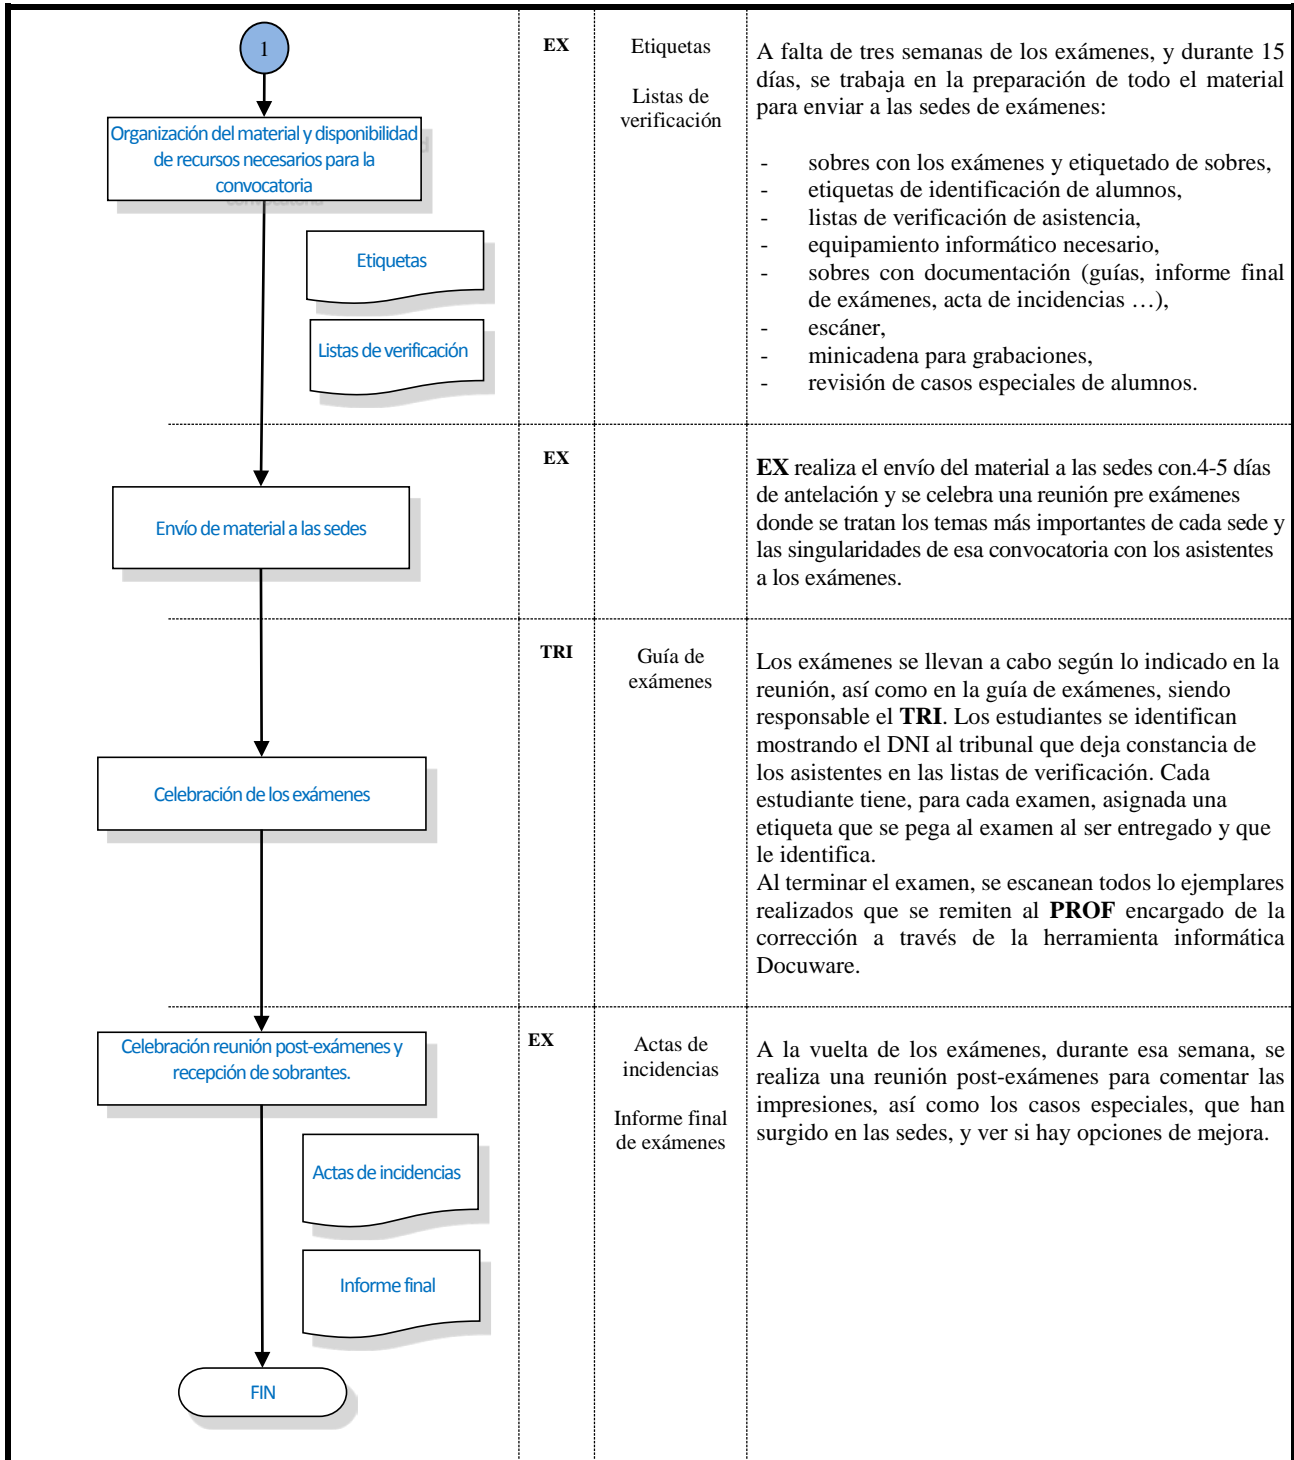 1
Organización del material y disponibilidad
de recursos necesarios para la
convocatoria
Etiquetas
Listas de verificación
EX
Etiquetas
Listas de
verificación
A falta de tres semanas de los exámenes, y durante 15
días, se trabaja en la preparación de todo el material
para enviar a las sedes de exámenes:
- sobres con los exámenes y etiquetado de sobres,
- etiquetas de identificación de alumnos,
- listas de verificación de asistencia,
- equipamiento informático necesario,
- sobres con documentación (guías, informe final
de exámenes, acta de incidencias …),
- escáner,
- minicadena para grabaciones,
- revisión de casos especiales de alumnos.
Envío de material a las sedes
EX
EX realiza el envío del material a las sedes con.4-5 días
de antelación y se celebra una reunión pre exámenes
donde se tratan los temas más importantes de cada sede y
las singularidades de esa convocatoria con los asistentes
a los exámenes.
Celebración de los exámenes
TRI
Guía de
exámenes
Los exámenes se llevan a cabo según lo indicado en la
reunión, así como en la guía de exámenes, siendo
responsable el TRI. Los estudiantes se identifican
mostrando el DNI al tribunal que deja constancia de
los asistentes en las listas de verificación. Cada
estudiante tiene, para cada examen, asignada una
etiqueta que se pega al examen al ser entregado y que
le identifica.
Al terminar el examen, se escanean todos lo ejemplares
realizados que se remiten al PROF encargado de la
corrección a través de la herramienta informática
Docuware.
Celebración reunión post-exámenes y
recepción de sobrantes.
Actas de incidencias
Informe final
FIN
EX
Actas de
incidencias
Informe final
de exámenes
A la vuelta de los exámenes, durante esa semana, se
realiza una reunión post-exámenes para comentar las
impresiones, así como los casos especiales, que han
surgido en las sedes, y ver si hay opciones de mejora.